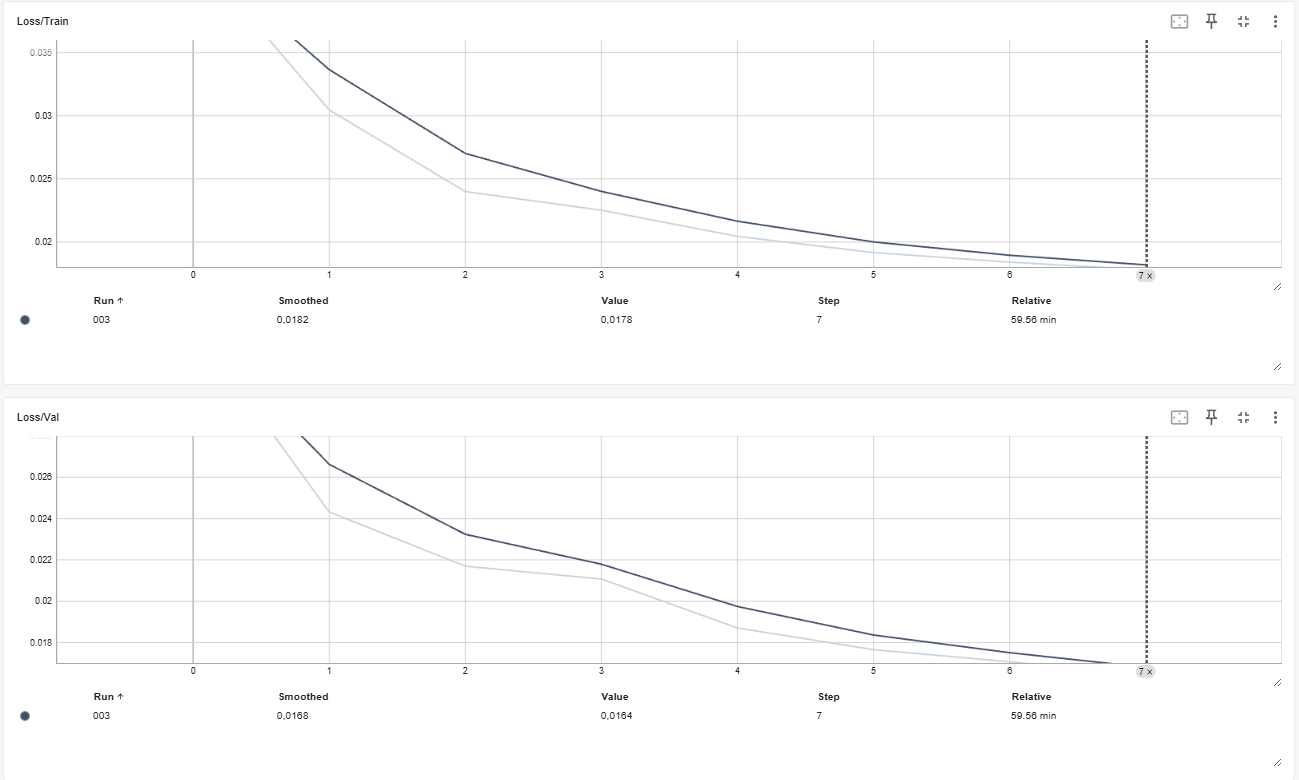 Loss/Train
0.035
0.03
0.025
0.02
0 1 2 3 4 5 6 7 x
Run ↑ Smoothed Value Step Relative
003 0,0182 0,0178 7 59.56 min
Loss/Val
0.026
0.024
0.022
0.02
0.018
0 1 2 3 4 5 6 7 x
Run ↑ Smoothed Value Step Relative
003 0,0168 0,0164 7 59.56 min